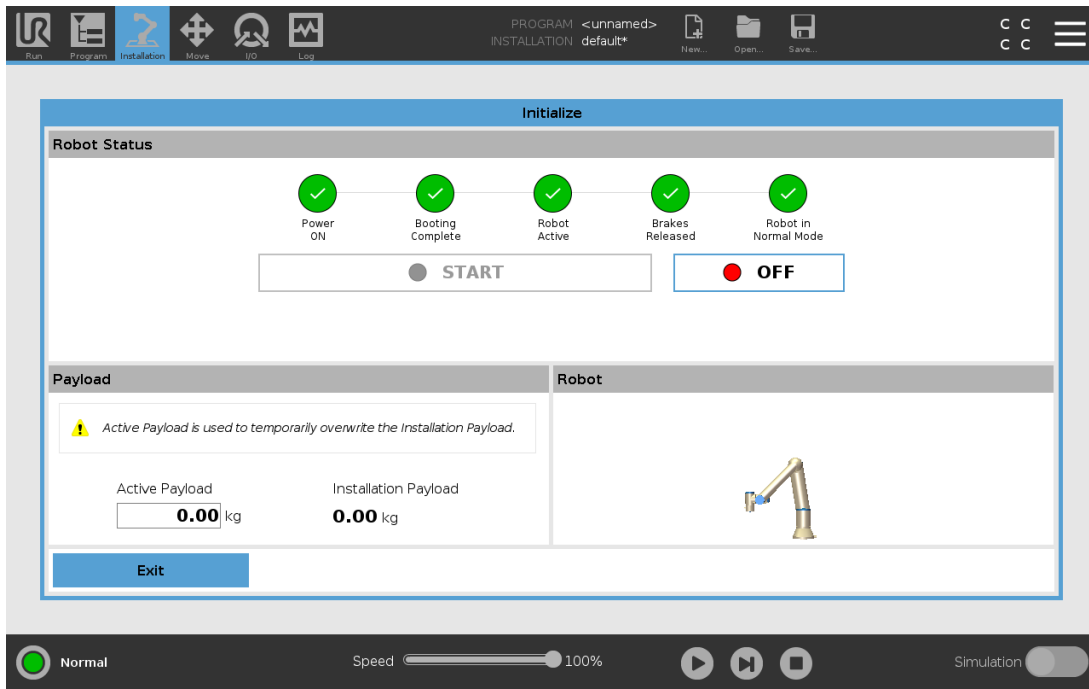 PROGRAM <unnamed>
INSTALLATION default*
C C
C C
UR
Run Program Installation Move I/O Log New... Open... Save...
Initialize
Robot Status
Power ON
Booting Complete
Robot Active
Brakes Released
Robot in Normal Mode
START OFF
Payload
Active Payload is used to temporarily overwrite the Installation Payload.
Active Payload Installation Payload
0.00 kg 0.00 kg
Robot
Exit
Normal Speed 100% Simulation